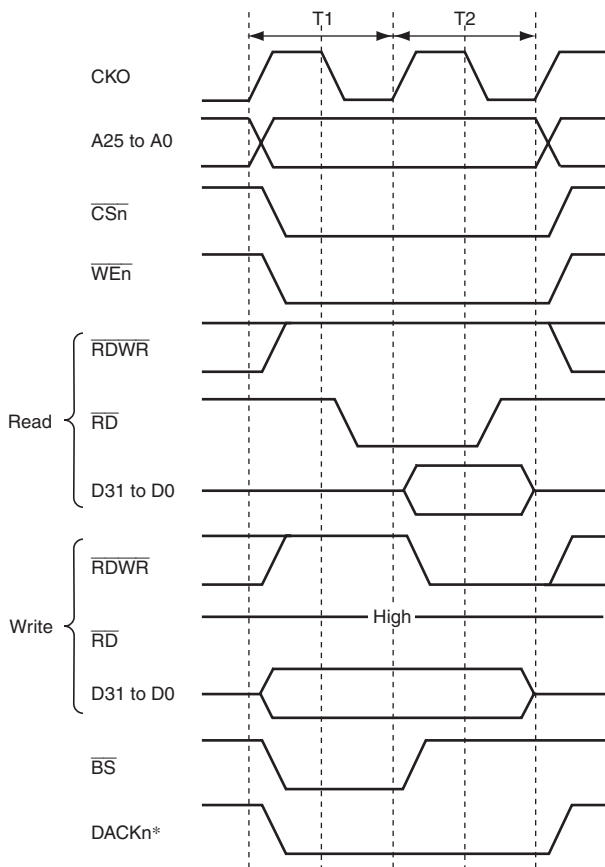 T1 T2
CKO
A25 to A0
CSn
WEn
RDWR
Read
RD
D31 to D0
RDWR
Write
High
RD
D31 to D0
BS
DACKn*